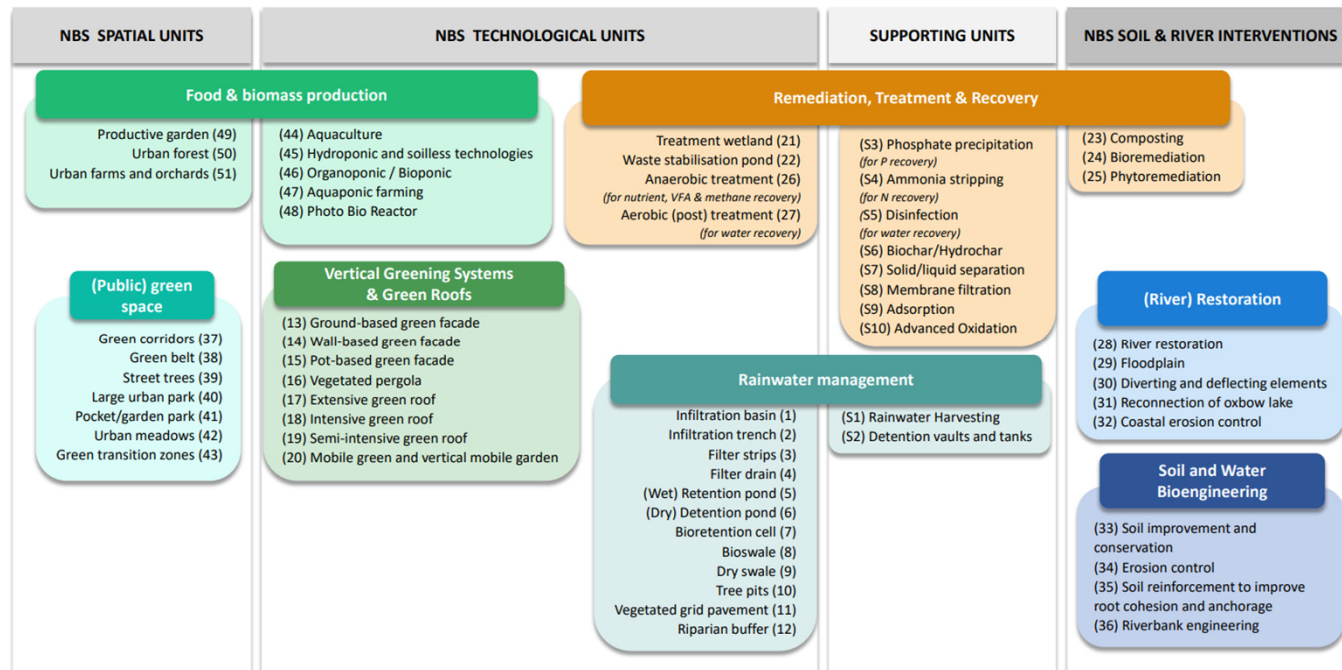 NBS SPATIAL UNITS
NBS TECHNOLOGICAL UNITS
SUPPORTING UNITS
NBS SOIL & RIVER INTERVENTIONS
Food & biomass production
Productive garden (49)
Urban forest (50)
Urban farms and orchards (51)
(44) Aquaculture
(45) Hydroponic and soilless technologies
(46) Organoponic / Bioponic
(47) Aquaponic farming
(48) Photo Bio Reactor
Remediation, Treatment & Recovery
Treatment wetland (21)
Waste stabilisation pond (22)
Anaerobic treatment (26)
(for nutrient, VFA & methane recovery)
Aerobic (post) treatment (27)
(for water recovery)
(S3) Phosphate precipitation
(for P recovery)
(S4) Ammonia stripping
(for N recovery)
(S5) Disinfection
(for water recovery)
(S6) Biochar/Hydrochar
(S7) Solid/liquid separation
(S8) Membrane filtration
(S9) Adsorption
(S10) Advanced Oxidation
(23) Composting
(24) Bioremediation
(25) Phytoremediation
(Public) green
space
Green corridors (37)
Green belt (38)
Street trees (39)
Large urban park (40)
Pocket/garden park (41)
Urban meadows (42)
Green transition zones (43)
Vertical Greening Systems
& Green Roofs
(13) Ground-based green facade
(14) Wall-based green facade
(15) Pot-based green facade
(16) Vegetated pergola
(17) Extensive green roof
(18) Intensive green roof
(19) Semi-intensive green roof
(20) Mobile green and vertical mobile garden
Rainwater management
Infiltration basin (1)
Infiltration trench (2)
Filter strips (3)
Filter drain (4)
(Wet) Retention pond (5)
(Dry) Detention pond (6)
Bioretention cell (7)
Bioswale (8)
Dry swale (9)
Tree pits (10)
Vegetated grid pavement (11)
Riparian buffer (12)
(S1) Rainwater Harvesting
(S2) Detention vaults and tanks
(River) Restoration
(28) River restoration
(29) Floodplain
(30) Diverting and deflecting elements
(31) Reconnection of oxbow lake
(32) Coastal erosion control
Soil and Water
Bioengineering
(33) Soil improvement and
conservation
(34) Erosion control
(35) Soil reinforcement to improve
root cohesion and anchorage
(36) Riverbank engineering